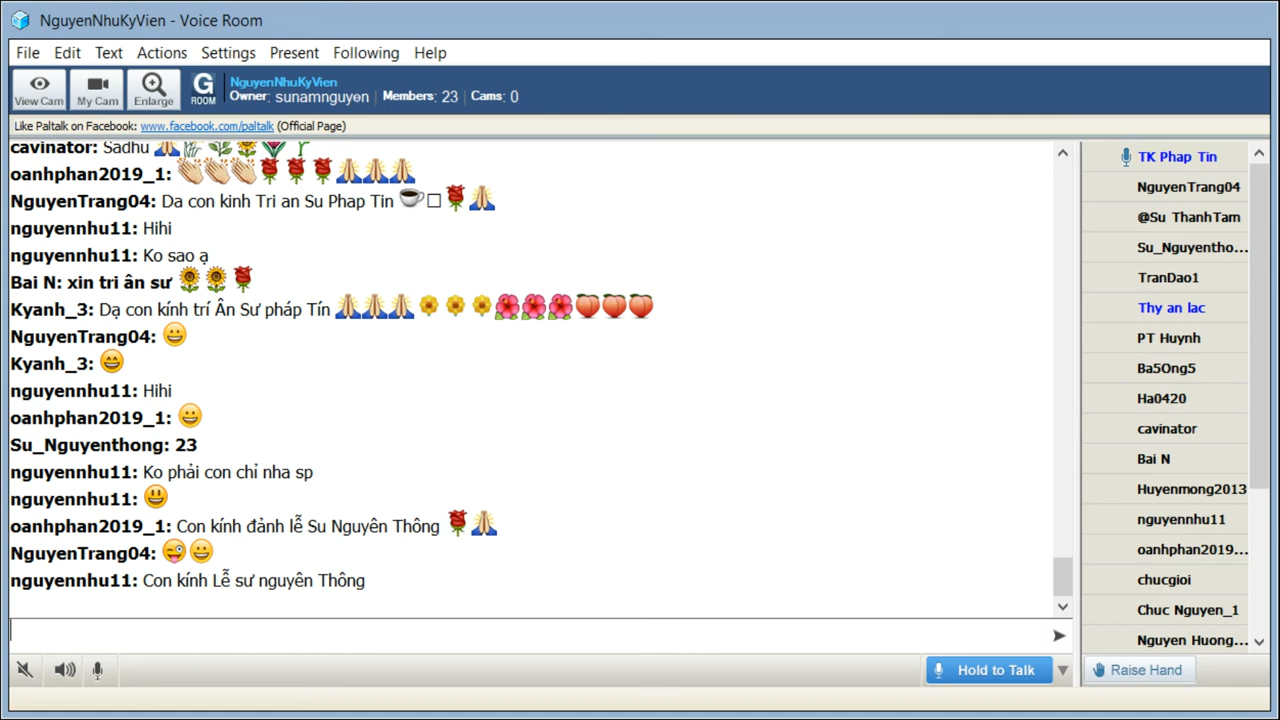 NguyenNhuKyVien - Voice Room
File Edit Text Actions Settings Present Following Help
View Cam My Cam Enlarge G ROOM
NguyenNhuKyVien
Owner: sunamnguyen | Members: 23 | Cams: 0
Like Paltalk on Facebook: www.facebook.com/paltalk (Official Page)
cavinator: Sadhu 🙏
oanhphan2019_1: 👏👏👏🌹🌹🌹🙏🙏🙏
NguyenTrang04: Da con kinh Tri an Su Phap Tin ☕□🌹🙏
nguyennhu11: Hihi
nguyennhu11: Ko sao ạ
Bai N: xin tri ân sư 🌻🌻🌹
Kyanh_3: Dạ con kính trí Ân Sư pháp Tín 🙏🙏🙏🌼🌼🌼🌺🌺🌺🍑🍑🍑
NguyenTrang04: 😀
Kyanh_3: 😄
nguyennhu11: Hihi
oanhphan2019_1: 😀
Su_Nguyenthong: 23
nguyennhu11: Ko phải con chỉ nha sp
nguyennhu11: 😃
oanhphan2019_1: Con kính đảnh lễ Su Nguyên Thông 🌹🙏
NguyenTrang04: 😜😀
nguyennhu11: Con kính Lễ sư nguyên Thông
TK Phap Tin
NguyenTrang04
@Su ThanhTam
Su_Nguyentho...
TranDao1
Thy an lac
PT Huynh
Ba5Ong5
Ha0420
cavinator
Bai N
Huyenmong2013
nguyennhu11
oanhphan2019...
chucgioi
Chuc Nguyen_1
Nguyen Huong...
Hold to Talk
Raise Hand